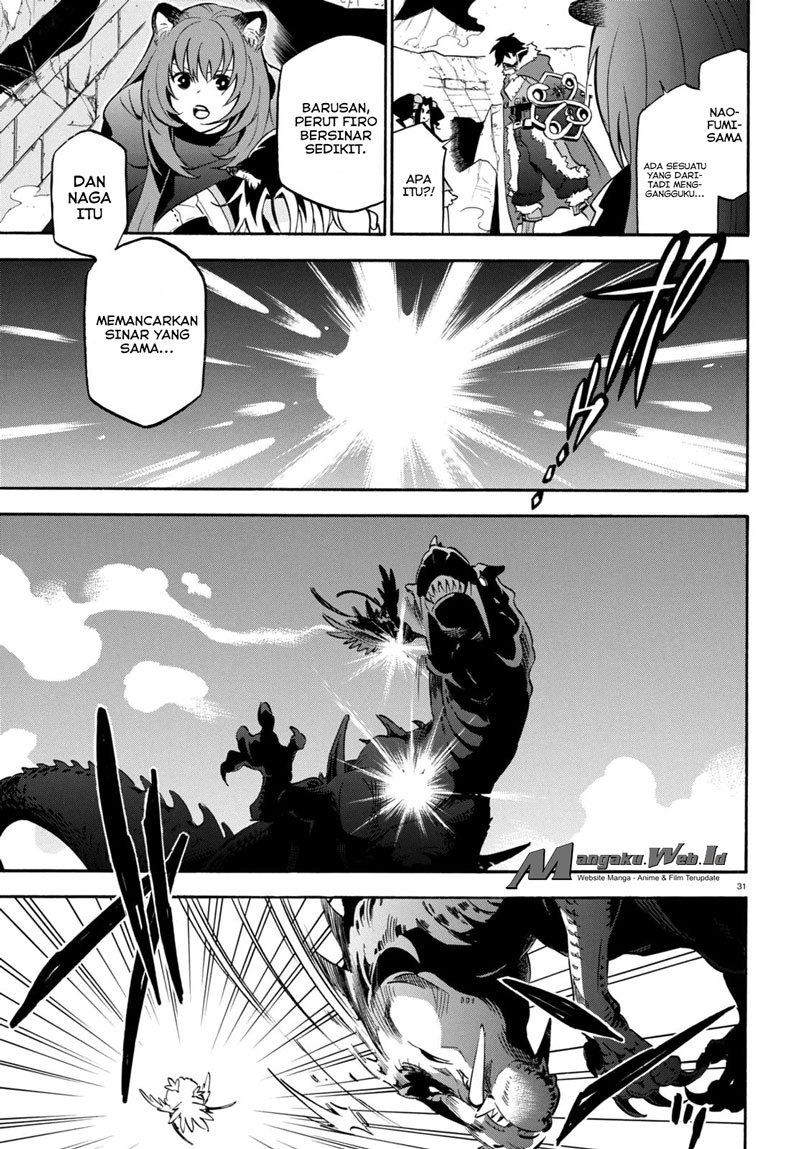 NAO-
FUMI-
SAMA
ADA SESUATU
YANG DARI-
TADI MENG-
GANGGUKU...
APA
ITU?!
BARUSAN,
PERUT FIRO
BERSINAR
SEDIKIT.
DAN
NAGA
ITU
MEMANCARKAN
SINAR YANG
SAMA...
Mangaku.Web.Id
Website Manga - Anime & Film Terupdate
31